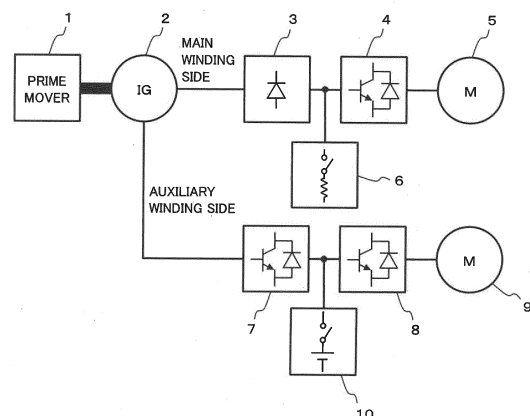 1
2
3
4
5
MAIN
WINDING
SIDE
PRIME
MOVER
IG
M
6
AUXILIARY
WINDING SIDE
M
7
8
9
10